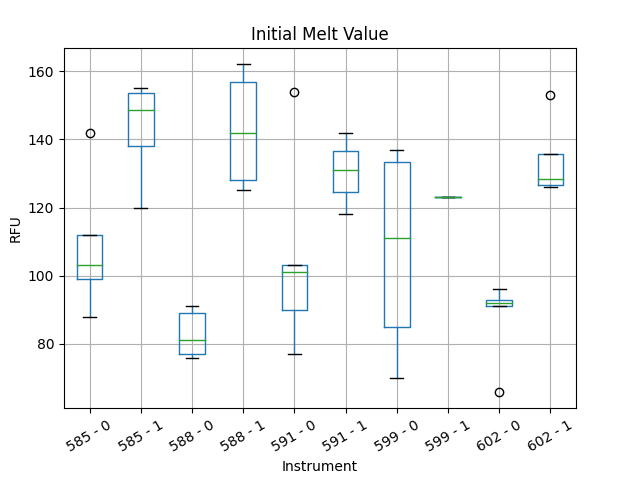 Initial Melt Value
160
140
120
100
80
RFU
585 - 0
585 - 1
588 - 0
588 - 1
591 - 0
591 - 1
599 - 0
599 - 1
602 - 0
602 - 1
Instrument